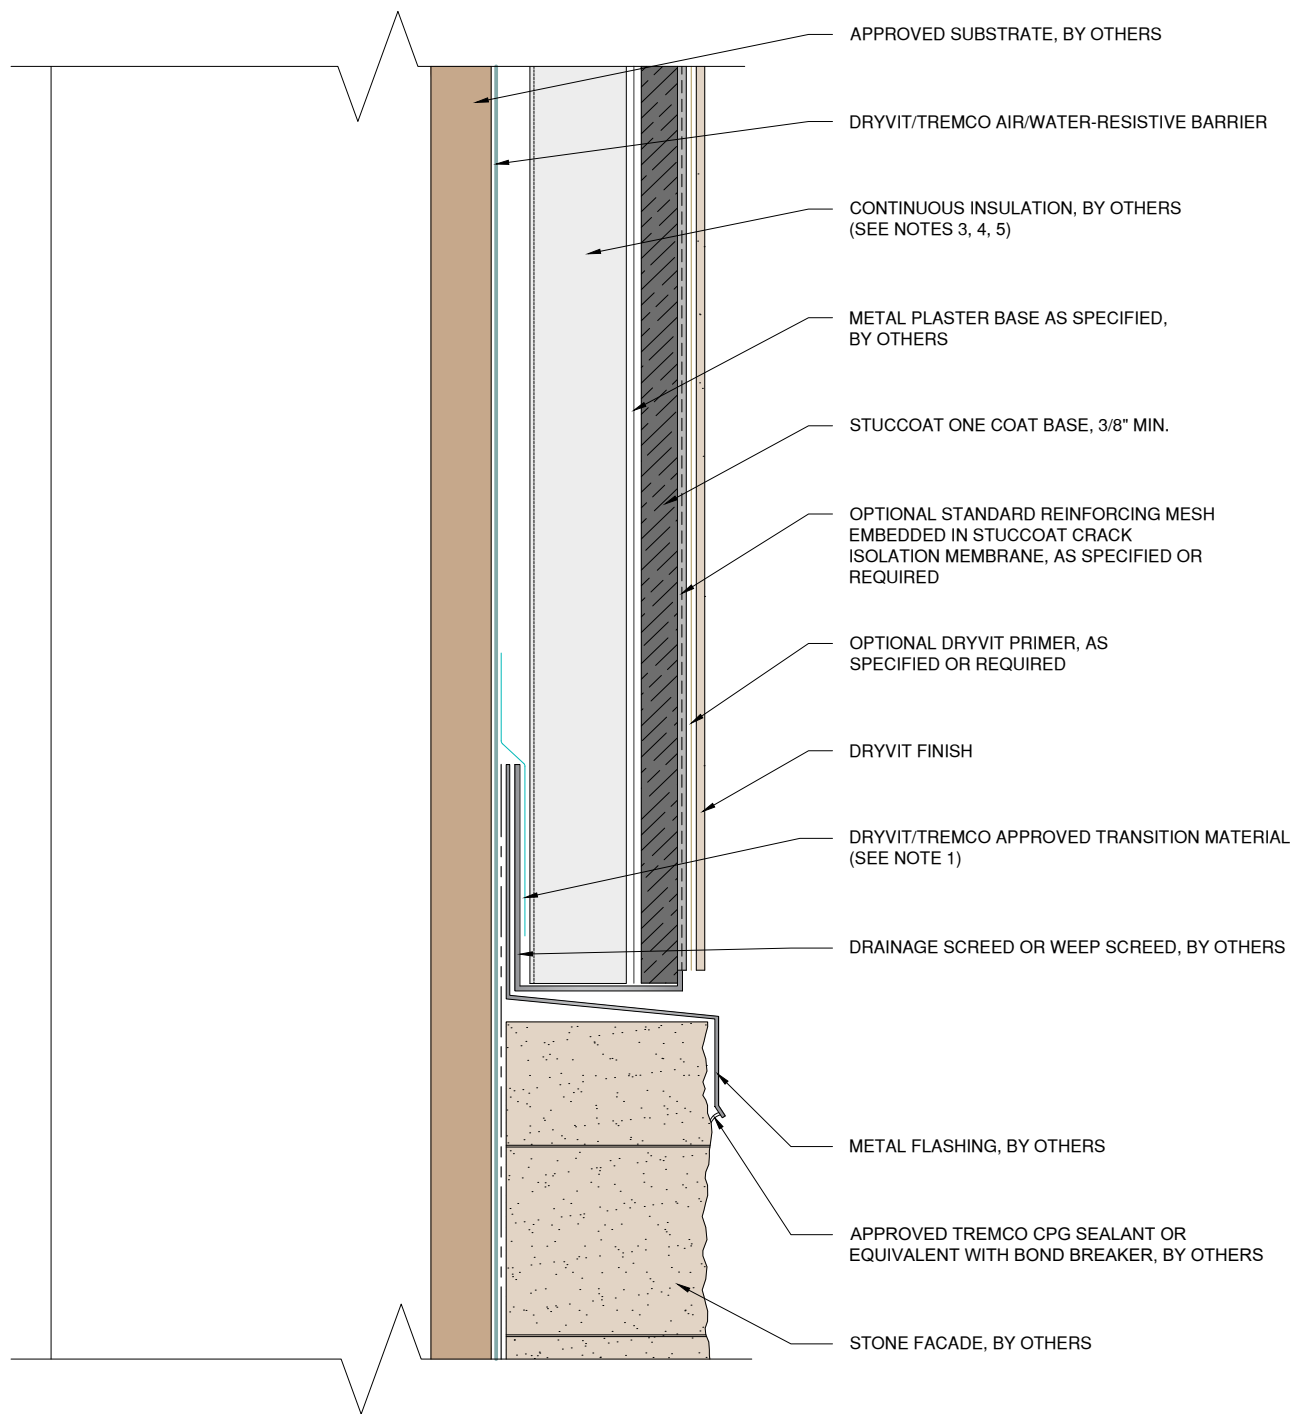 APPROVED SUBSTRATE, BY OTHERS
DRYVIT/TREMCO AIR/WATER-RESISTIVE BARRIER
CONTINUOUS INSULATION, BY OTHERS
(SEE NOTES 3, 4, 5)
METAL PLASTER BASE AS SPECIFIED,
BY OTHERS
STUCCOAT ONE COAT BASE, 3/8" MIN.
OPTIONAL STANDARD REINFORCING MESH
EMBEDDED IN STUCCOAT CRACK
ISOLATION MEMBRANE, AS SPECIFIED OR
REQUIRED
OPTIONAL DRYVIT PRIMER, AS
SPECIFIED OR REQUIRED
DRYVIT FINISH
DRYVIT/TREMCO APPROVED TRANSITION MATERIAL
(SEE NOTE 1)
DRAINAGE SCREED OR WEEP SCREED, BY OTHERS
METAL FLASHING, BY OTHERS
APPROVED TREMCO CPG SEALANT OR
EQUIVALENT WITH BOND BREAKER, BY OTHERS
STONE FACADE, BY OTHERS